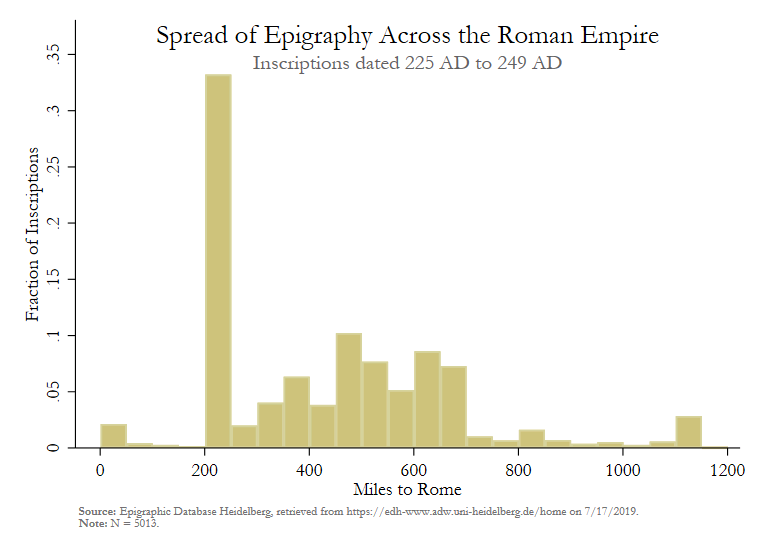 Spread of Epigraphy Across the Roman Empire
Inscriptions dated 225 AD to 249 AD
Fraction of Inscriptions
.35
.3
.25
.2
.15
.1
.05
0
0 200 400 600 800 1000 1200
Miles to Rome
Source: Epigraphic Database Heidelberg, retrieved from https://edh-www.adw.uni-heidelberg.de/home on 7/17/2019.
Note: N = 5013.